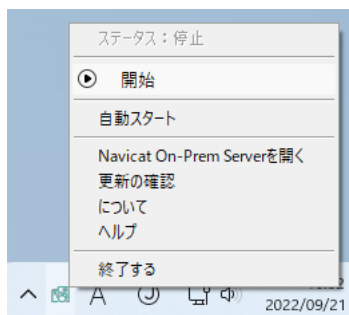 ステータス：停止
開始
自動スタート
Navicat On-Prem Serverを開く
更新の確認
について
ヘルプ
終了する
A
2022/09/21